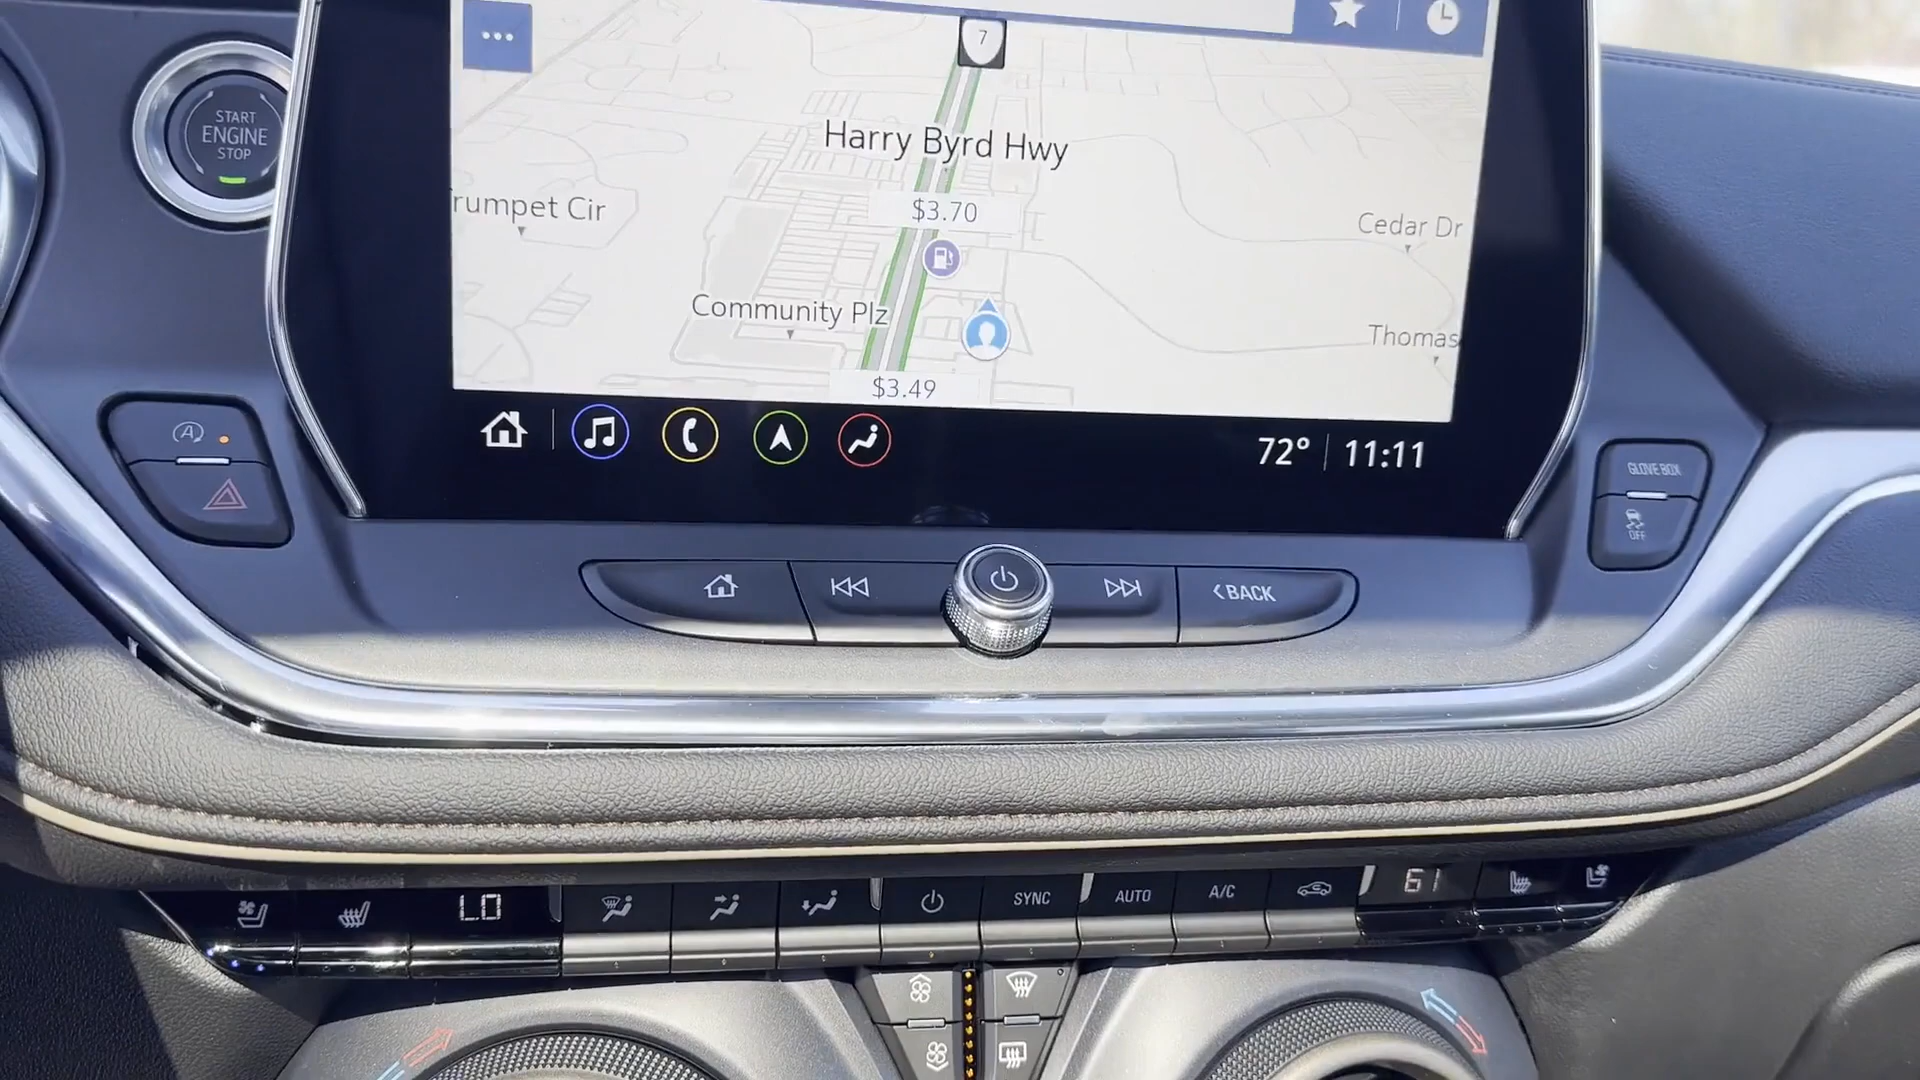 7
START
ENGINE
STOP
Harry Byrd Hwy
rumpet Cir
$3.70
Cedar Dr
Community Plz
Thomas
$3.49
A
72° 11:11
GLOVE BOX
OFF
BACK
LO
SYNC
AUTO
A/C
61